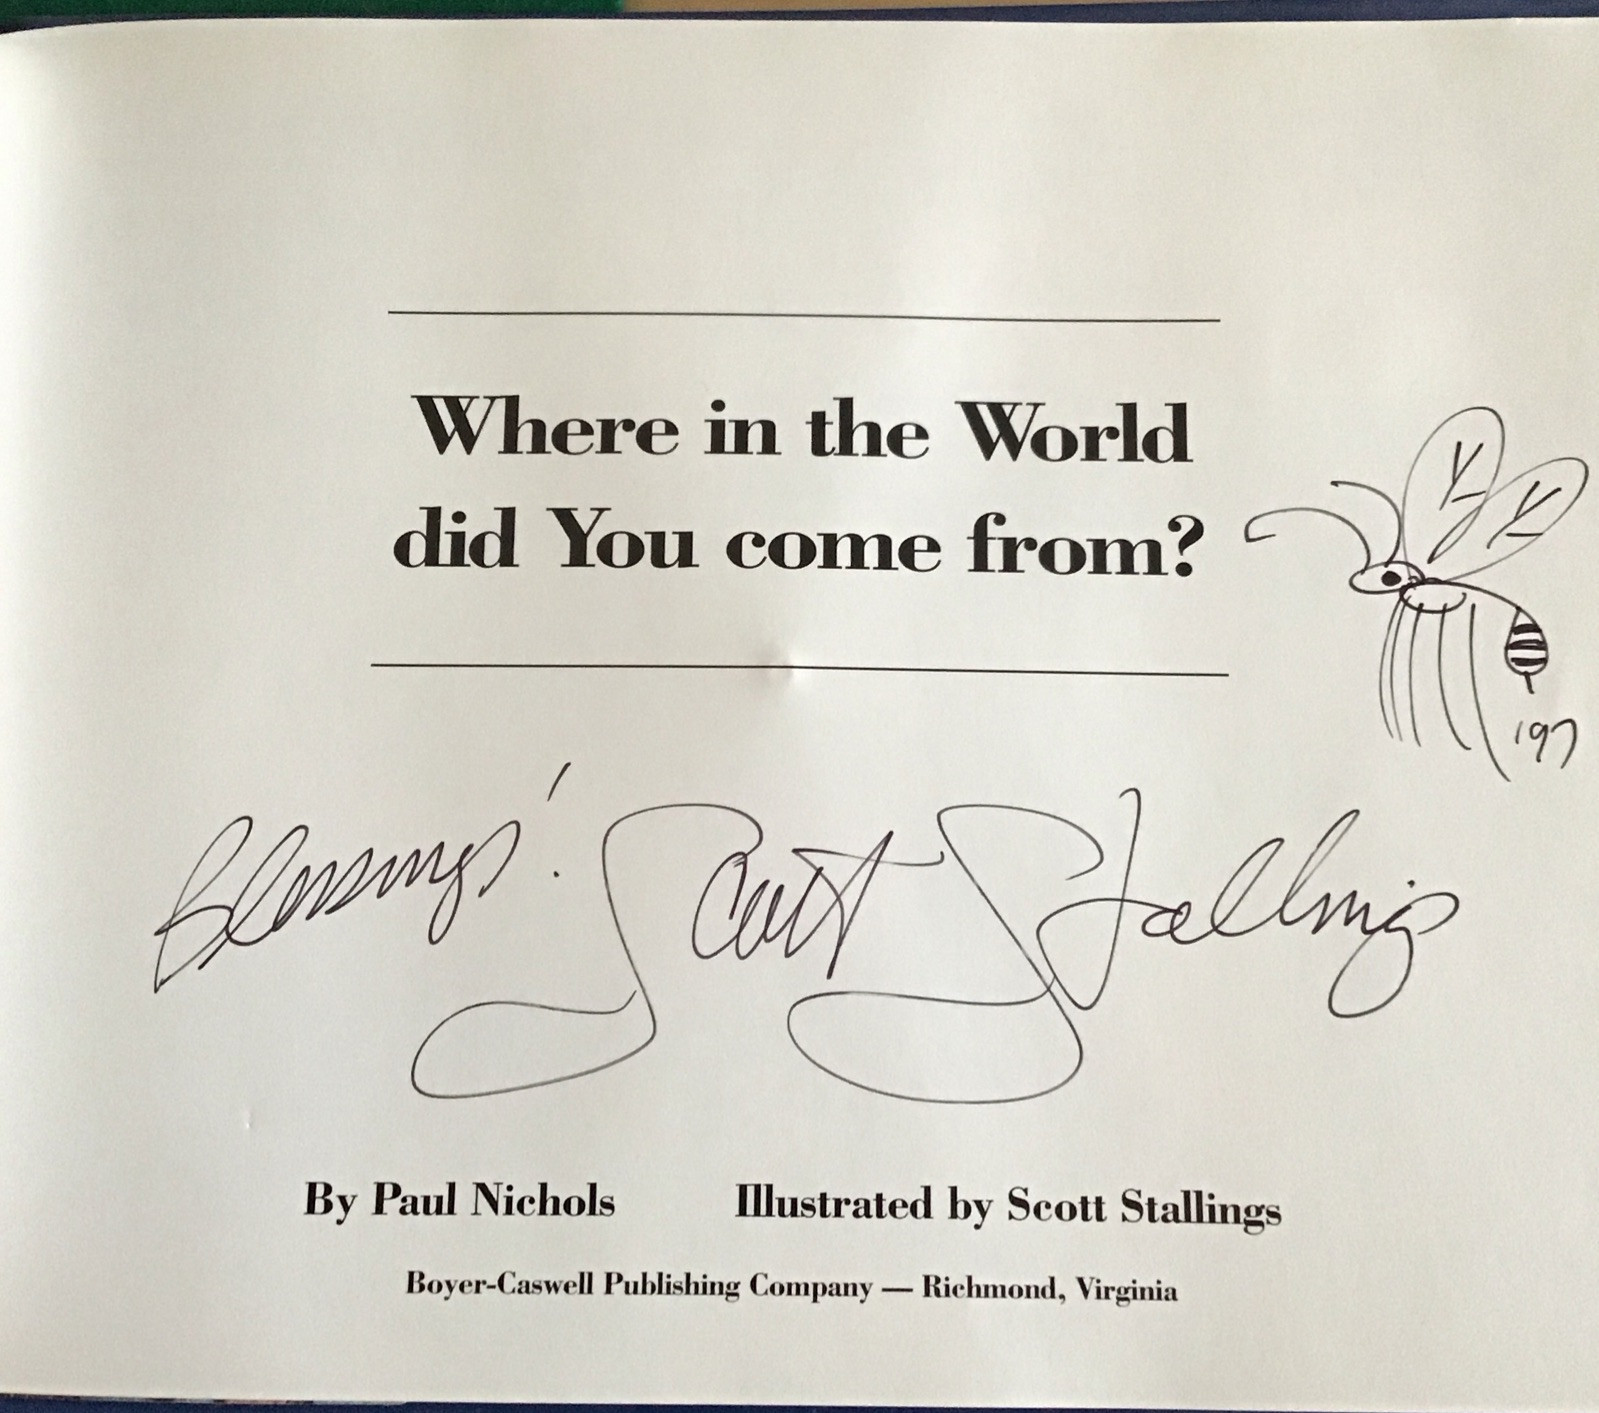 Where in the World
did You come from?
'97
Blessings! Scott Stallings
By Paul Nichols Illustrated by Scott Stallings
Boyer-Caswell Publishing Company — Richmond, Virginia